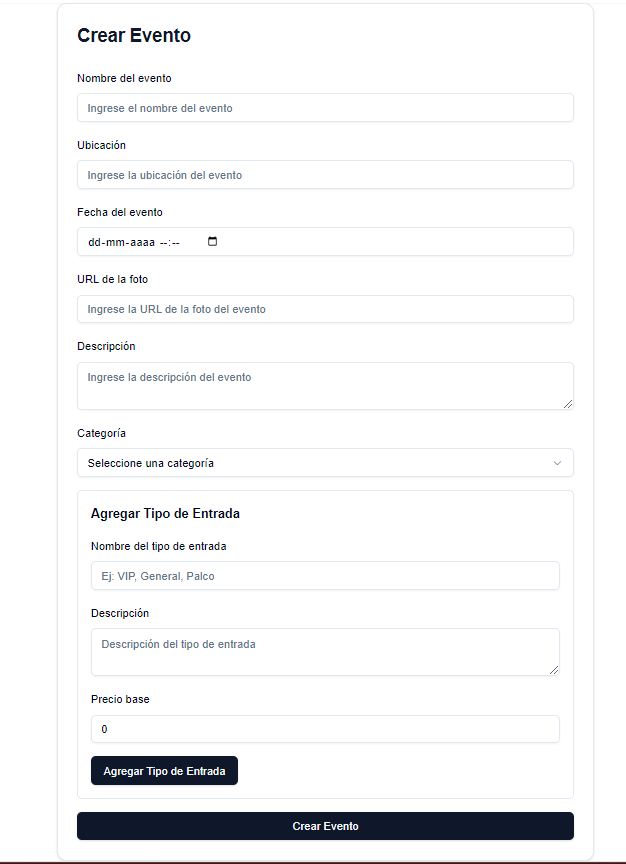 Crear Evento
Nombre del evento
Ingrese el nombre del evento
Ubicación
Ingrese la ubicación del evento
Fecha del evento
dd-mm-aaaa --:--
URL de la foto
Ingrese la URL de la foto del evento
Descripción
Ingrese la descripción del evento
Categoría
Seleccione una categoría
Agregar Tipo de Entrada
Nombre del tipo de entrada
Ej: VIP, General, Palco
Descripción
Descripción del tipo de entrada
Precio base
0
Agregar Tipo de Entrada
Crear Evento